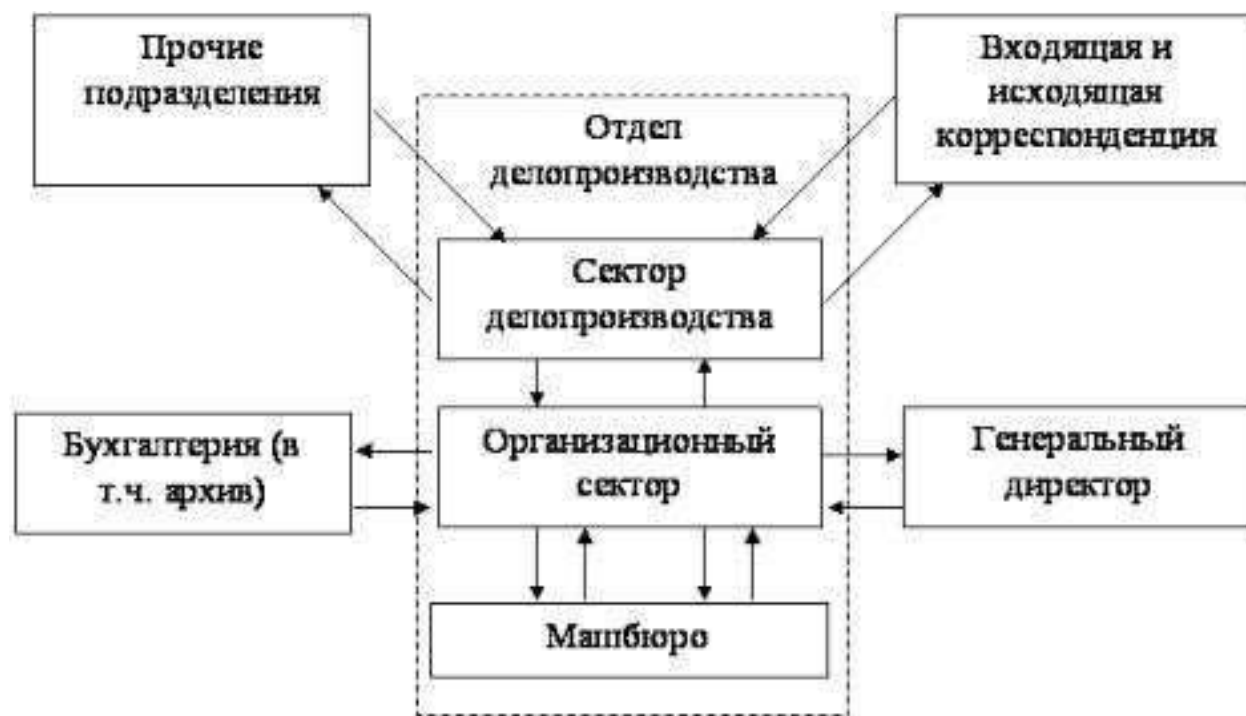 Прочие
подразделения
Входящая и
исходящая
корреспонденция
Отдел
делопроизводства
Сектор
делопроизводства
Бухгалтерия (в
т.ч. архив)
Организационный
сектор
Генеральный
директор
Машбюро